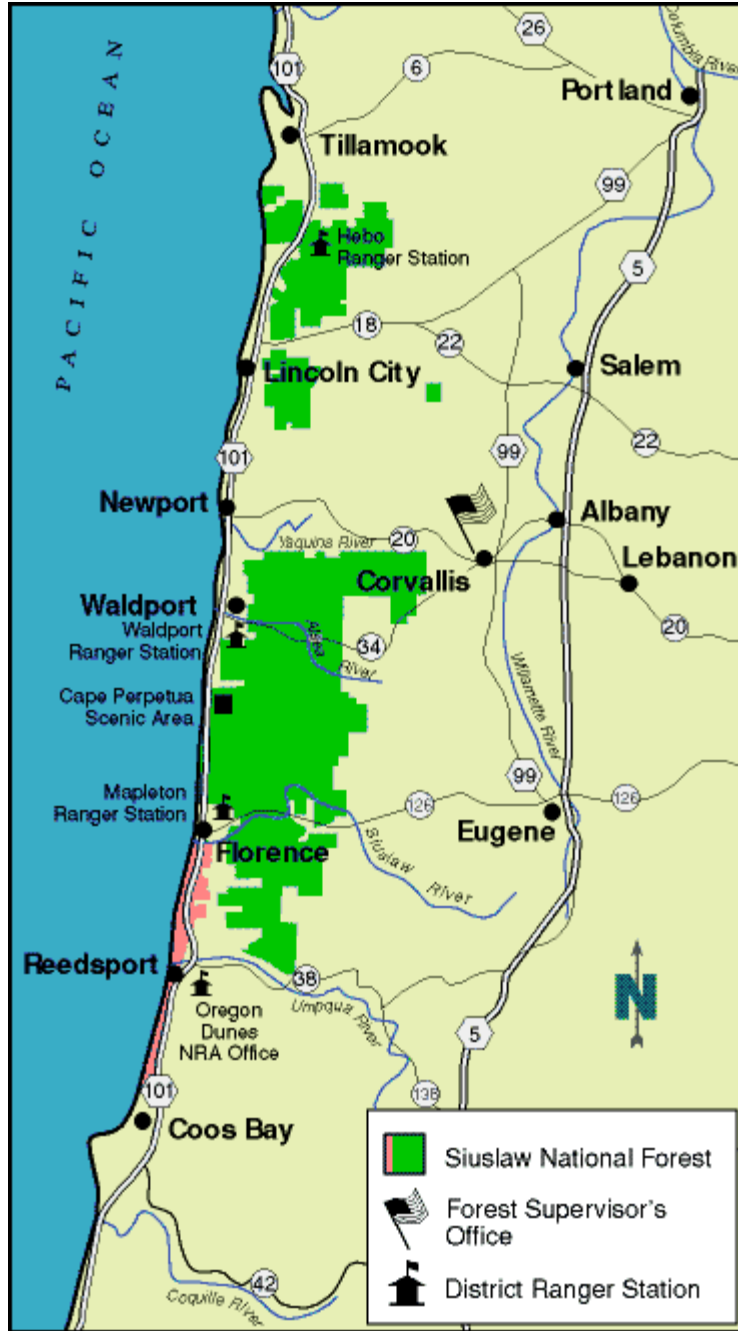 Columbia River
26
101
6
Portland
Tillamook
PACIFIC OCEAN
99
Hebo
Ranger Station
5
18
22
Lincoln City
Salem
22
101
99
Newport
Albany
Yaquina River
20
Corvallis
Lebanon
Waldport
Waldport
Ranger Station
Alsea
River
34
20
Willamette River
Cape Perpetua
Scenic Area
Mapleton
Ranger Station
99
126
126
Eugene
Florence
Siuslaw River
Reedsport
38
Umpqua
River
Oregon
Dunes
NRA Office
N
5
101
138
Coos Bay
Siuslaw National Forest
Forest Supervisor's
Office
District Ranger Station
42
Coquille River